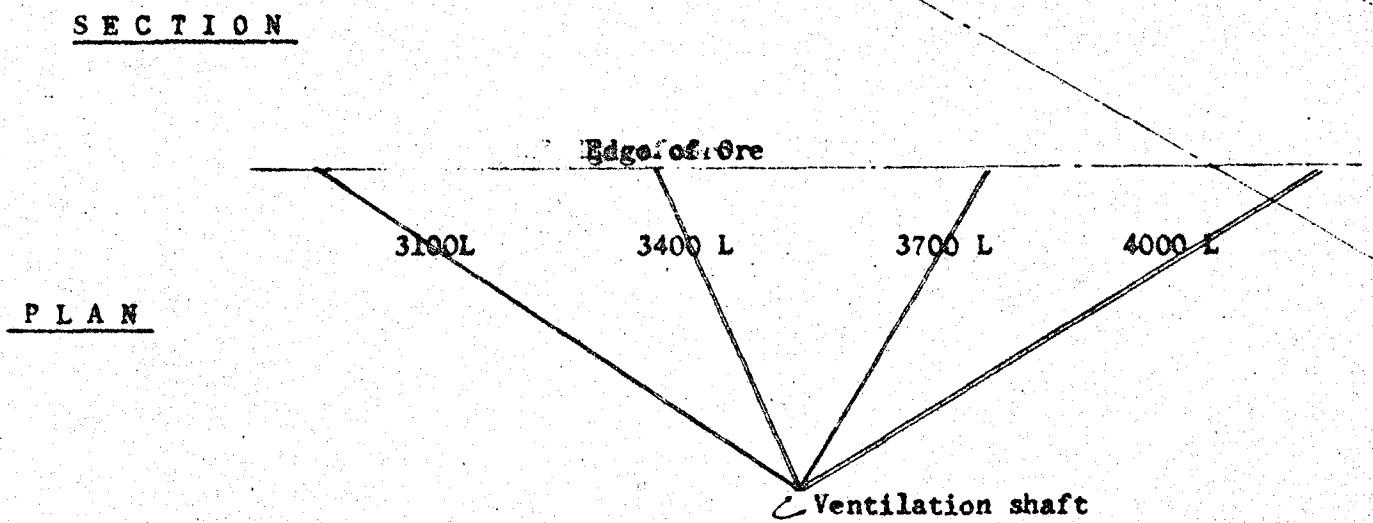 SECTION
Edge of Ore
3100L
3400 L
3700 L
4000 L
PLAN
Ventilation shaft